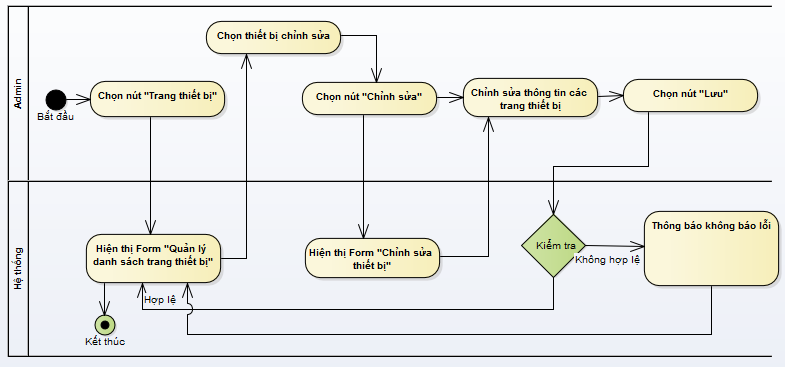 Admin
Bắt đầu
Chọn nút "Trang thiết bị"
Chọn thiết bị chỉnh sửa
Chọn nút "Chỉnh sửa"
Chỉnh sửa thông tin các
trang thiết bị
Chọn nút "Lưu"
Hệ thống
Hiện thị Form "Quản lý
danh sách trang thiết bị"
Hiện thị Form "Chỉnh sửa
thiết bị"
Kiểm tra
Không hợp lệ
Thông báo không báo lỗi
Hợp lệ
Kết thúc